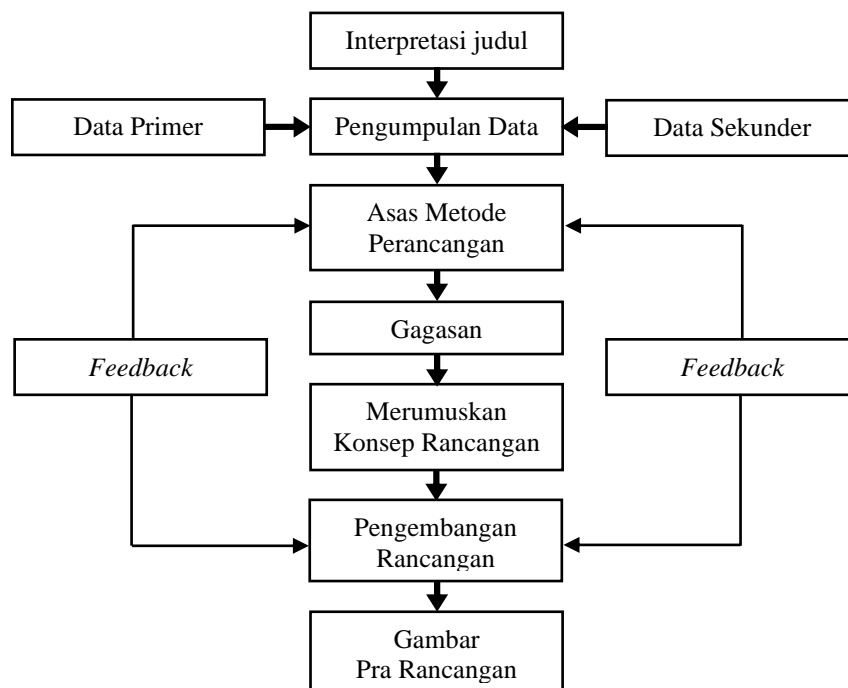 Interpretasi judul
Data Primer
Pengumpulan Data
Data Sekunder
Asas Metode
Perancangan
Gagasan
Feedback
Feedback
Merumuskan
Konsep Rancangan
Pengembangan
Rancangan
Gambar
Pra Rancangan